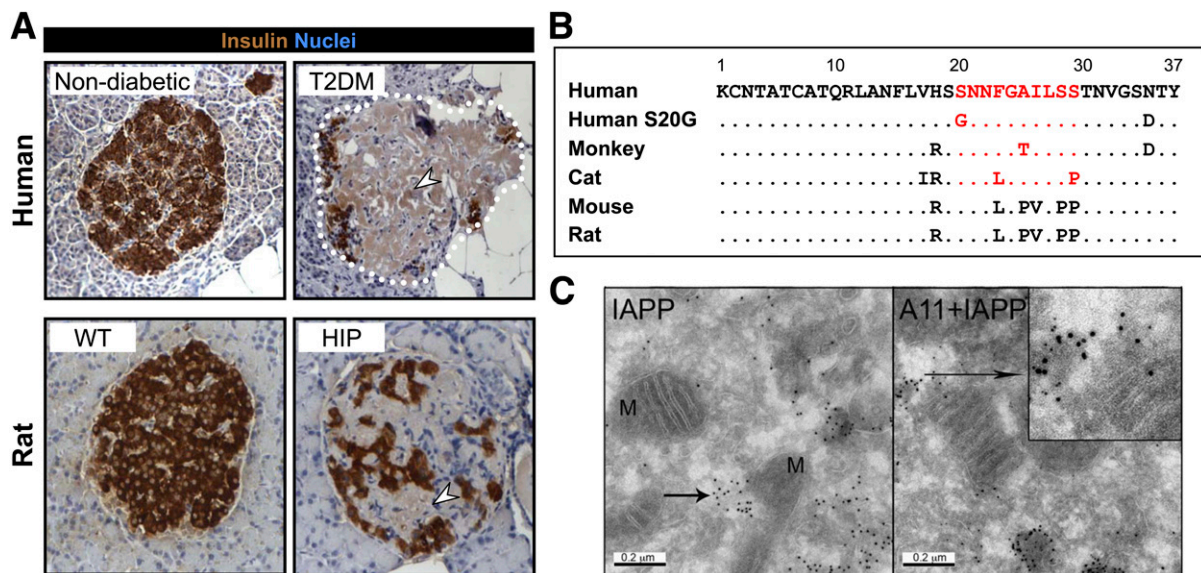 A
Insulin Nuclei
Human
Non-diabetic
T2DM
Rat
WT
HIP
B
1 10 20 30 37
Human KCNTATCATQRLANFLVHSSNNFGAILSSTNVGSNTY
Human S20G ...................G..............D..
Monkey .................R......T.........D..
Cat ................IR....L.....P........
Mouse .................R....L.PV.PP........
Rat .................R....L.PV.PP........
C
IAPP
M
M
0.2 μm
A11+IAPP
0.2 μm